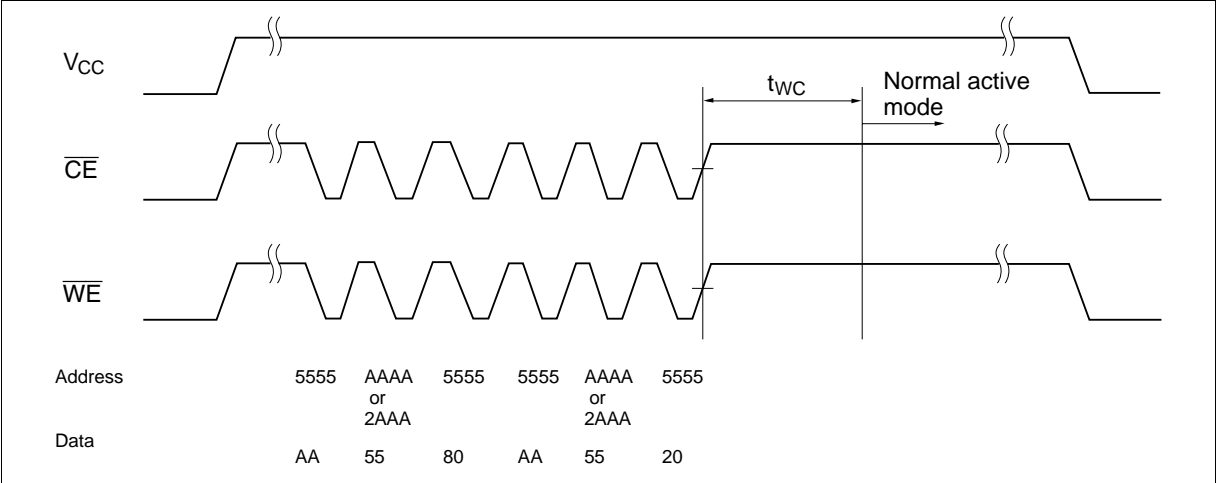 VCC
tWC
Normal active
mode
CE
WE
Address 5555 AAAA 5555 5555 AAAA 5555
or or
2AAA 2AAA
Data
AA 55 80 AA 55 20